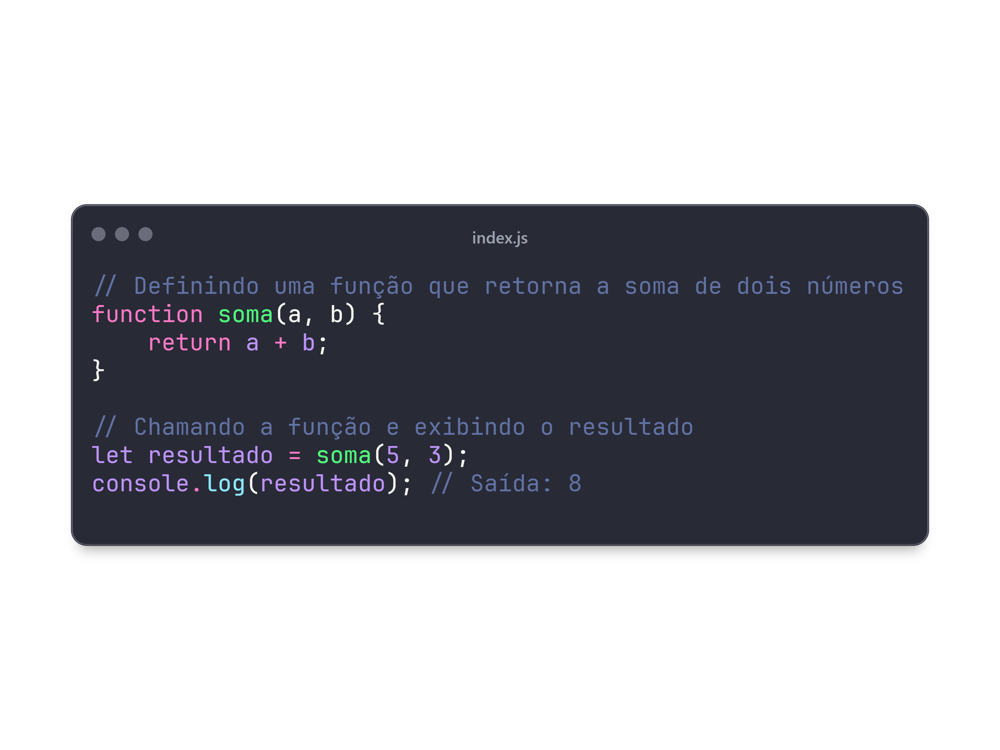 index.js
// Definindo uma função que retorna a soma de dois números
function soma(a, b) {
    return a + b;
}
// Chamando a função e exibindo o resultado
let resultado = soma(5, 3);
console.log(resultado); // Saída: 8